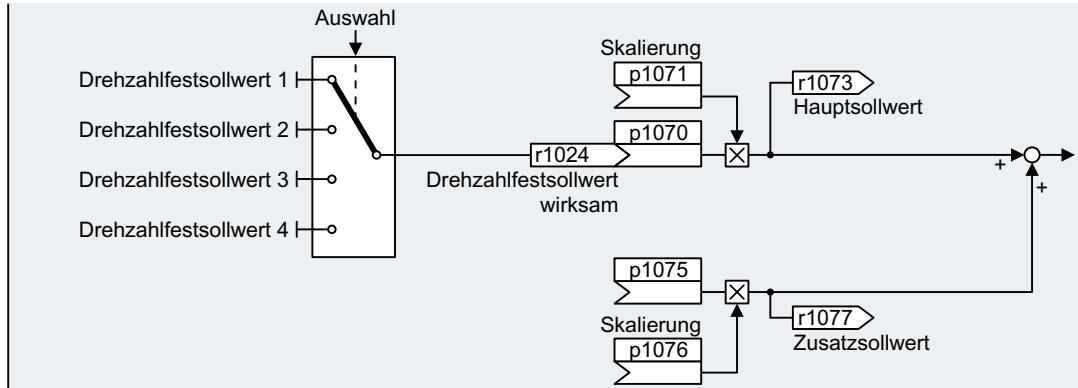 Auswahl
Drehzahlfestsollwert 1
Drehzahlfestsollwert 2
Drehzahlfestsollwert 3
Drehzahlfestsollwert 4
r1024
Drehzahlfestsollwert
wirksam
Skalierung
p1071
p1070
r1073
Hauptsollwert
+
+
p1075
Skalierung
p1076
r1077
Zusatzsollwert